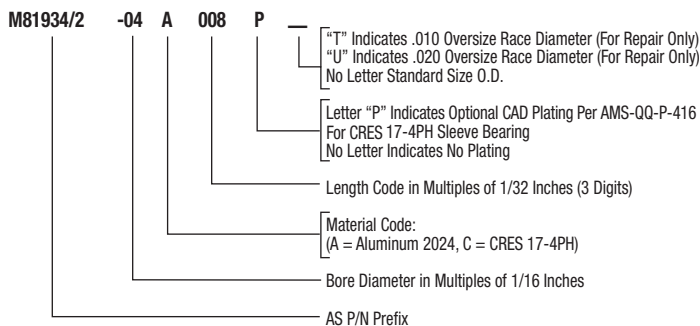 M81934/2 -04 A 008 P —
“T” Indicates .010 Oversize Race Diameter (For Repair Only)
“U” Indicates .020 Oversize Race Diameter (For Repair Only)
No Letter Standard Size O.D.
Letter “P” Indicates Optional CAD Plating Per AMS-QQ-P-416
For CRES 17-4PH Sleeve Bearing
No Letter Indicates No Plating
Length Code in Multiples of 1/32 Inches (3 Digits)
Material Code:
(A = Aluminum 2024, C = CRES 17-4PH)
Bore Diameter in Multiples of 1/16 Inches
AS P/N Prefix